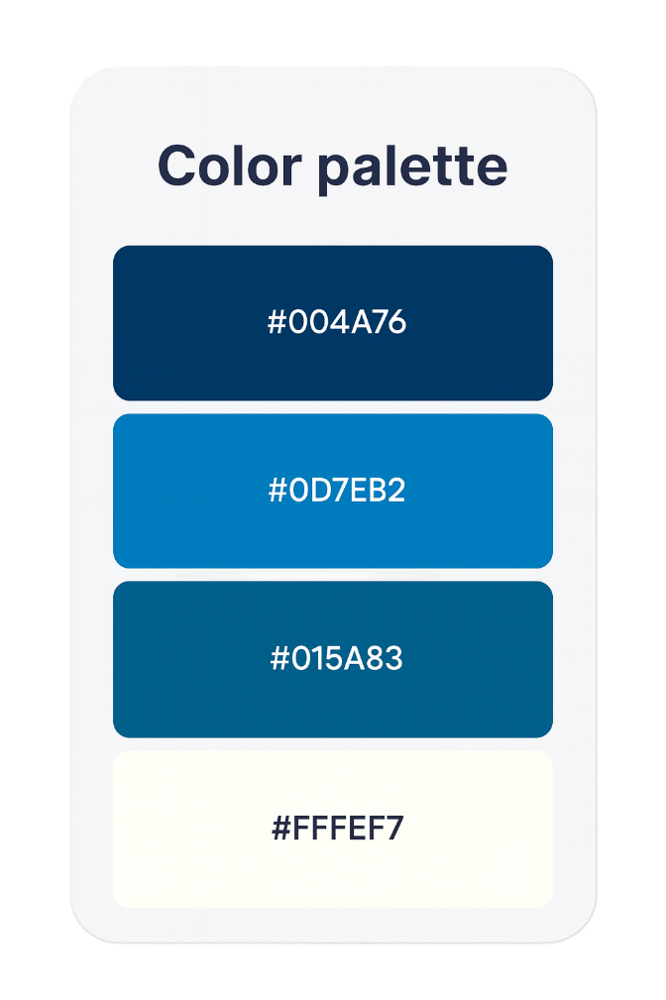 Color palette
#004A76
#0D7EB2
#015A83
#FFFEF7